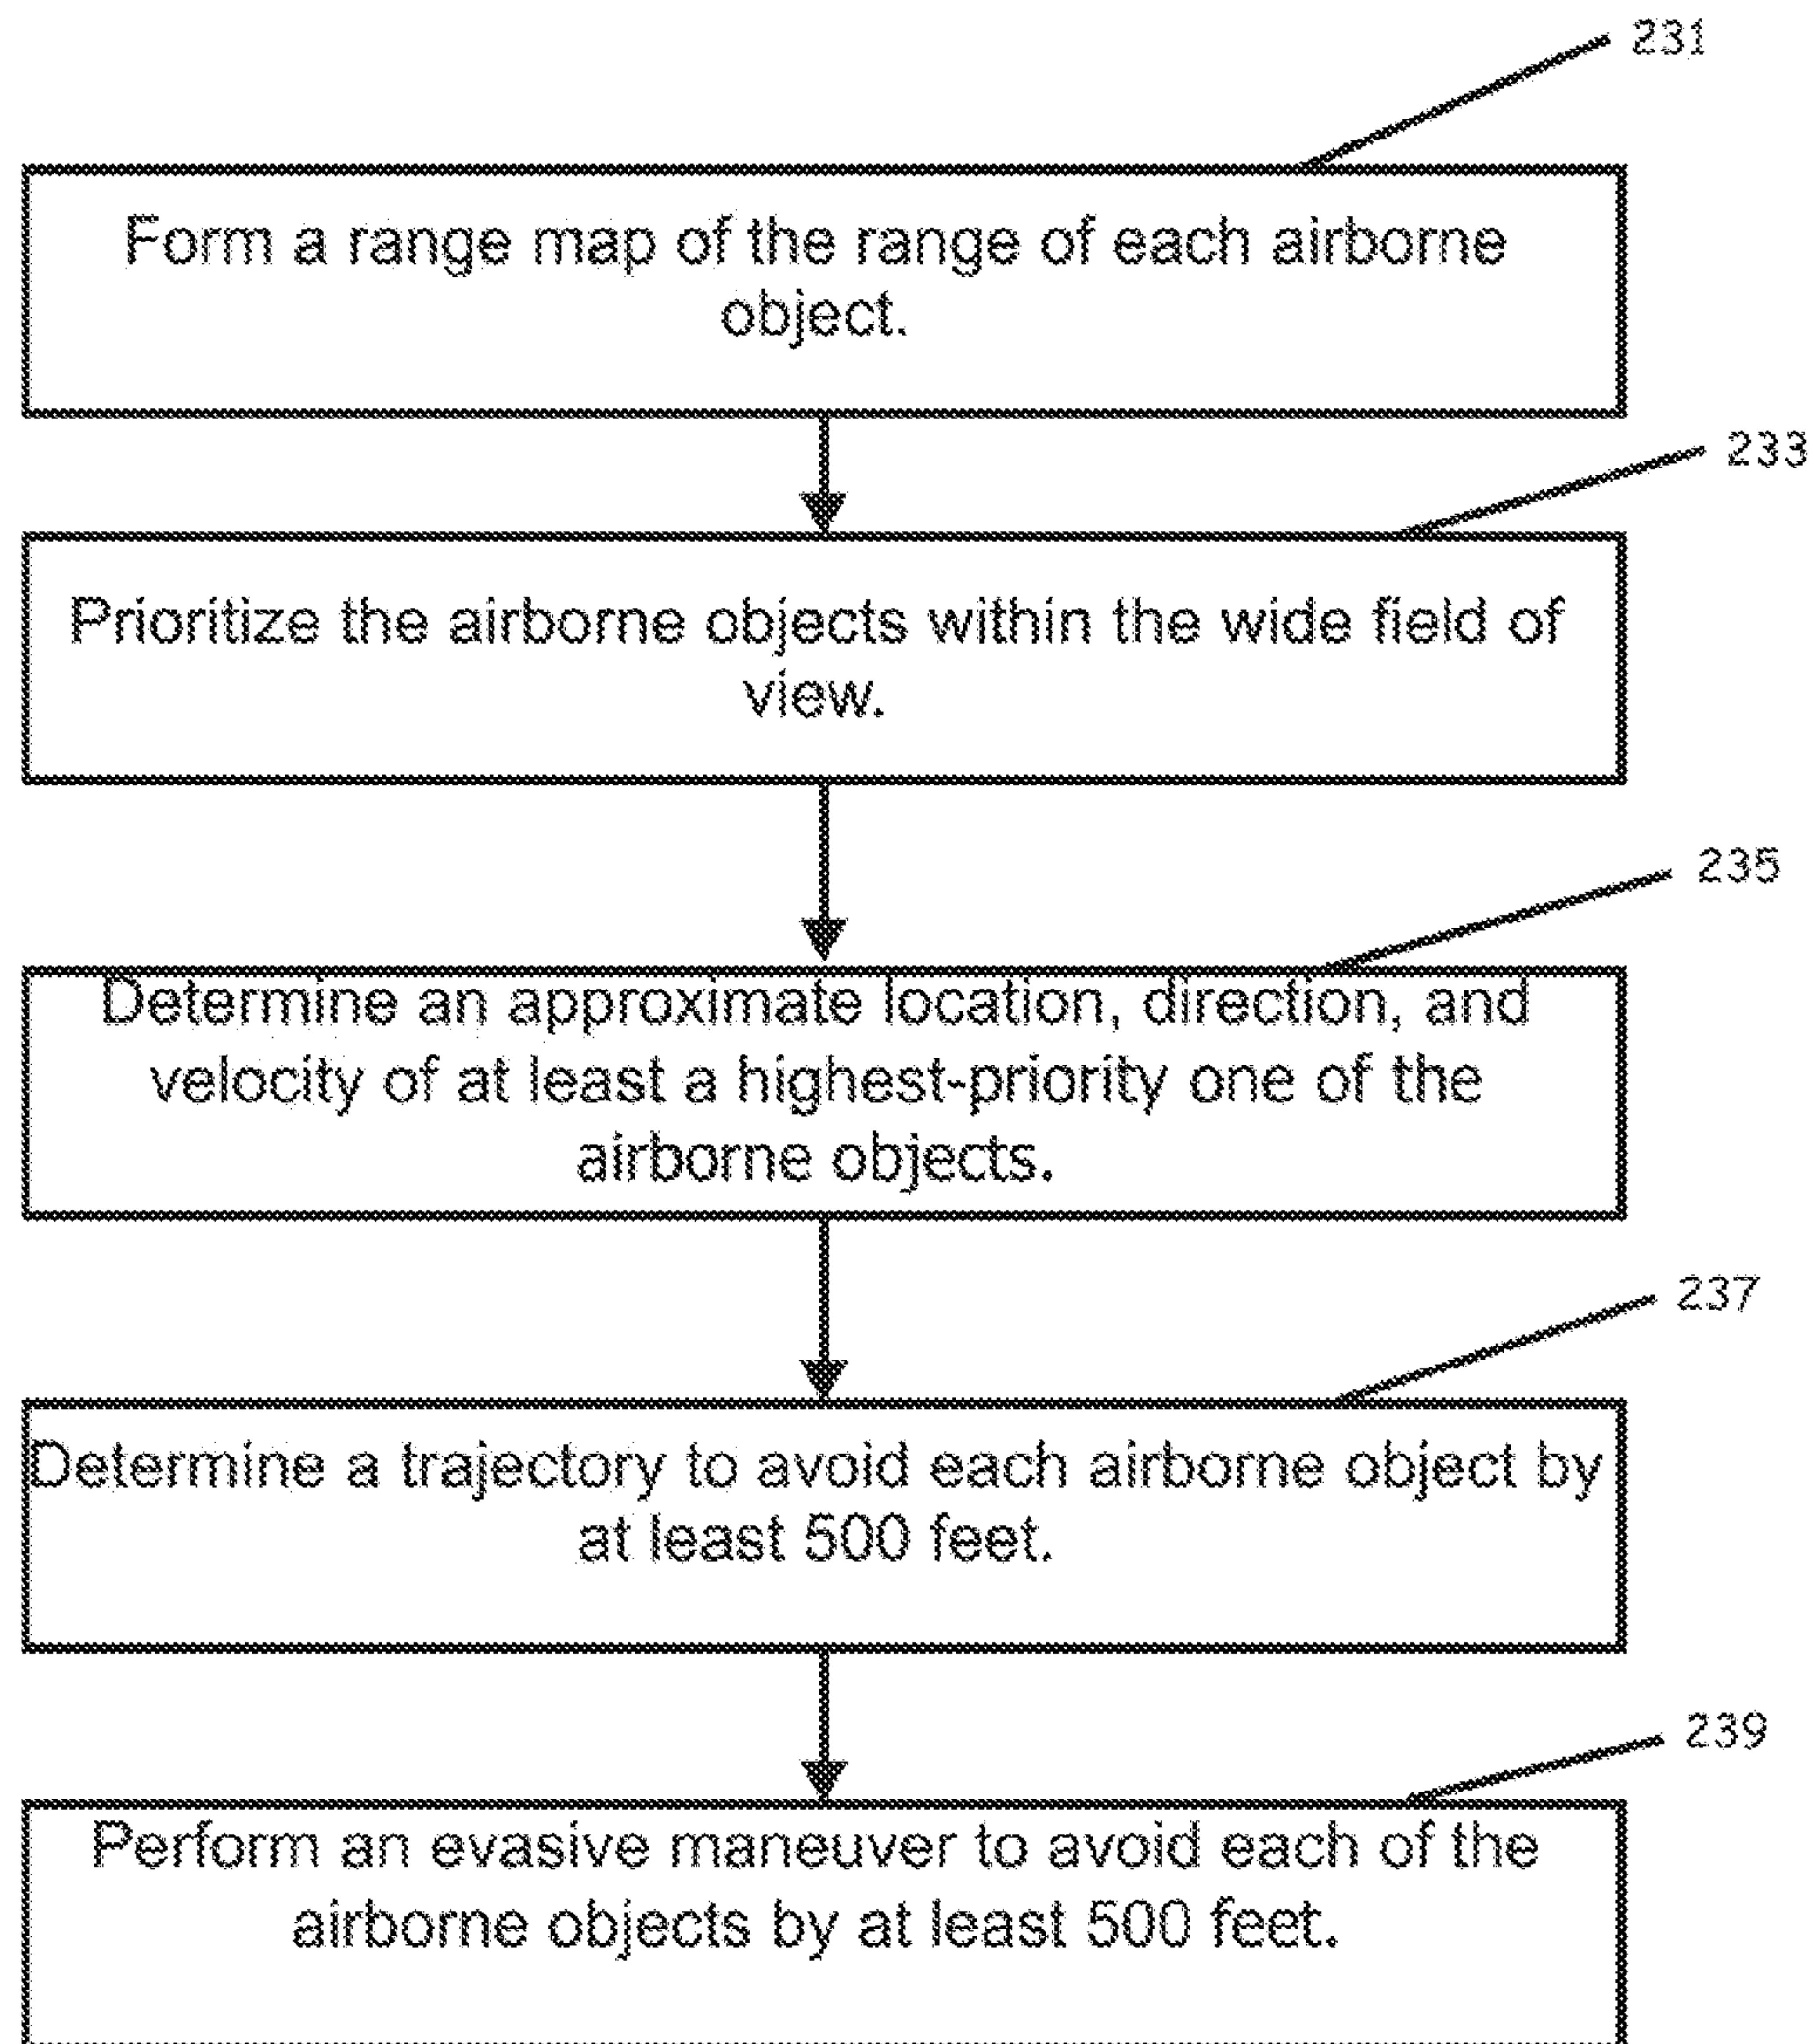 231
Form a range map of the range of each airborne
object.
233
Prioritize the airborne objects within the wide field of
view.
235
Determine an approximate location, direction, and
velocity of at least a highest-priority one of the
airborne objects.
237
Determine a trajectory to avoid each airborne object by
at least 500 feet.
239
Perform an evasive maneuver to avoid each of the
airborne objects by at least 500 feet.